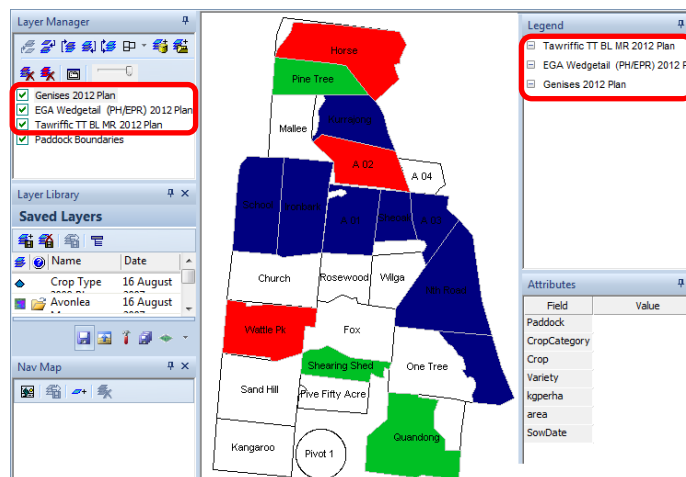 Layer Manager
Genises 2012 Plan
EGA Wedgetail (PH/EPR) 2012 Plan
Tawriffic TT BL MR 2012 Plan
Paddock Boundaries
Layer Library
Saved Layers
Name Date
Crop Type 16 August
Avonlea 16 August
Nav Map
Horse
Pine Tree
Mallee
Kurrajong
A 02
A 04
School
A 01
Church
Rosewood
Wilga
Wattle Pk
Fox
Shearing Shed
One Tree
Sand Hill
Five Fifty Acre
Quandong
Kangaroo
Pivot 1
Legend
Tawriffic TT BL MR 2012 Plan
EGA Wedgetail (PH/EPR) 2012 P
Genises 2012 Plan
Attributes
Field Value
Paddock
CropCategory
Crop
Variety
kgperha
area
SowDate